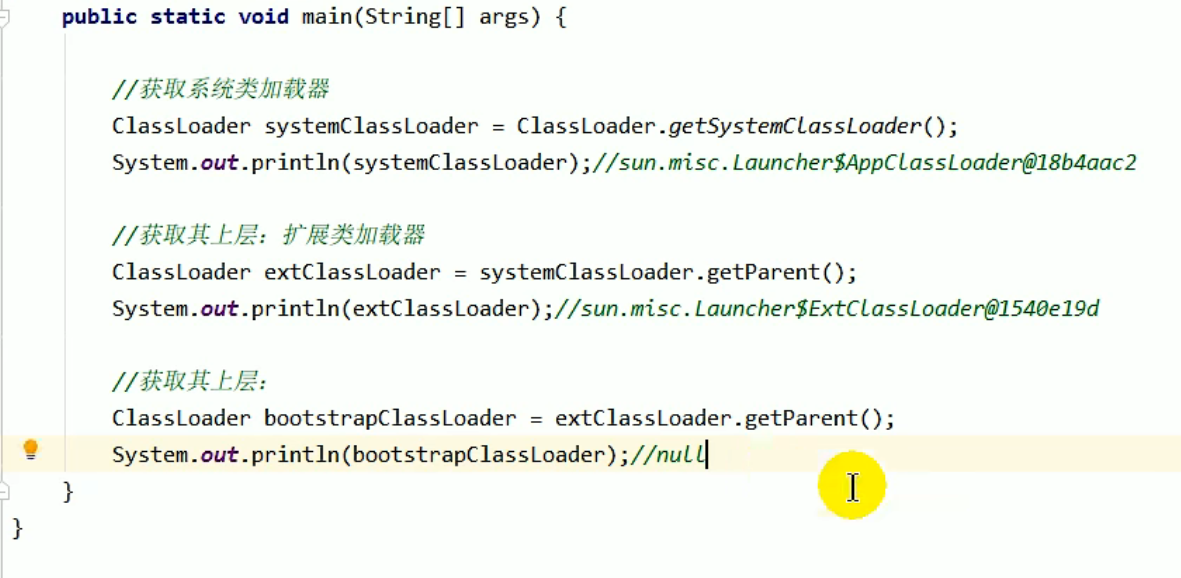 public static void main(String[] args) {
//获取系统类加载器
ClassLoader systemClassLoader = ClassLoader.getSystemClassLoader();
System.out.println(systemClassLoader);//sun.misc.Launcher$AppClassLoader@18b4aac2
//获取其上层：扩展类加载器
ClassLoader extClassLoader = systemClassLoader.getParent();
System.out.println(extClassLoader);//sun.misc.Launcher$ExtClassLoader@1540e19d
//获取其上层：
ClassLoader bootstrapClassLoader = extClassLoader.getParent();
System.out.println(bootstrapClassLoader);//null
}
}